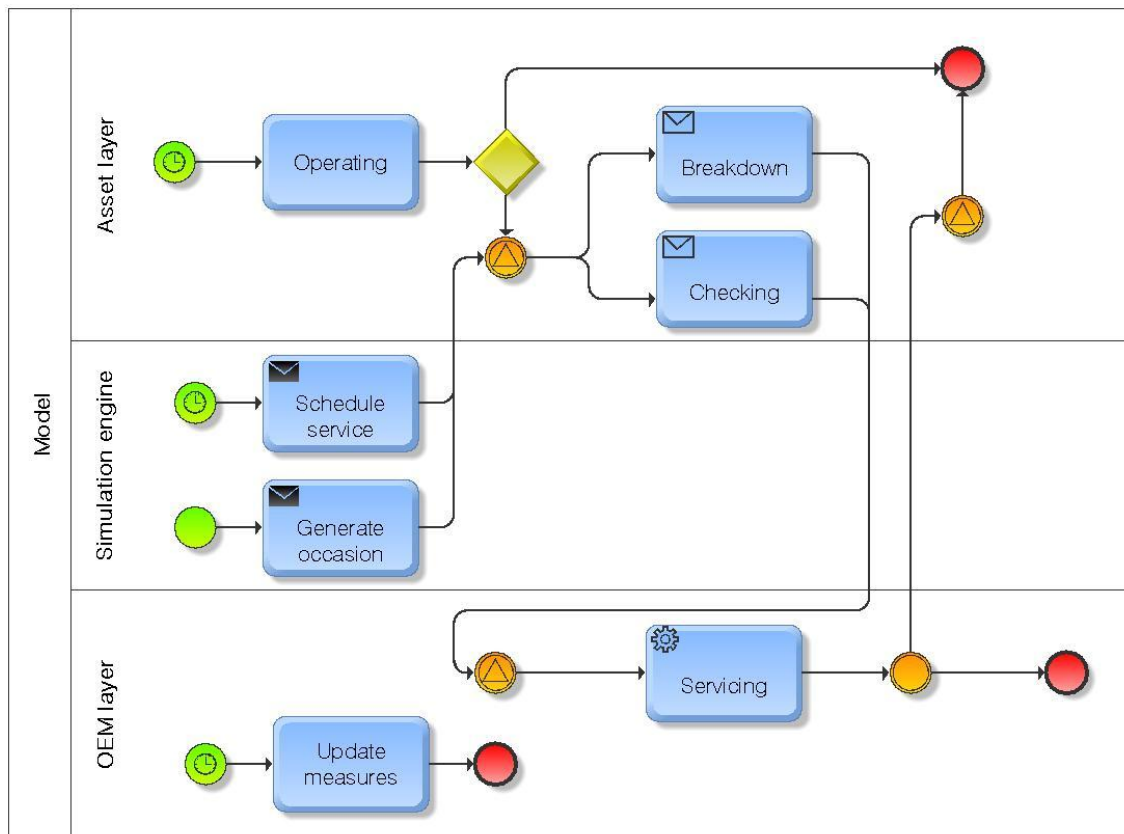 Model
Asset layer
Operating
Breakdown
Checking
Simulation engine
Schedule
service
Generate
occasion
OEM layer
Servicing
Update
measures